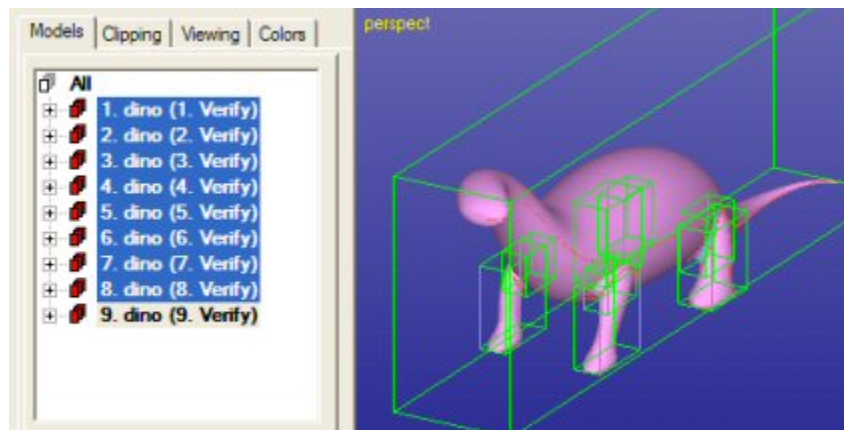 Models Clipping Viewing Colors
All
1. dino (1. Verify)
2. dino (2. Verify)
3. dino (3. Verify)
4. dino (4. Verify)
5. dino (5. Verify)
6. dino (6. Verify)
7. dino (7. Verify)
8. dino (8. Verify)
9. dino (9. Verify)
perspect